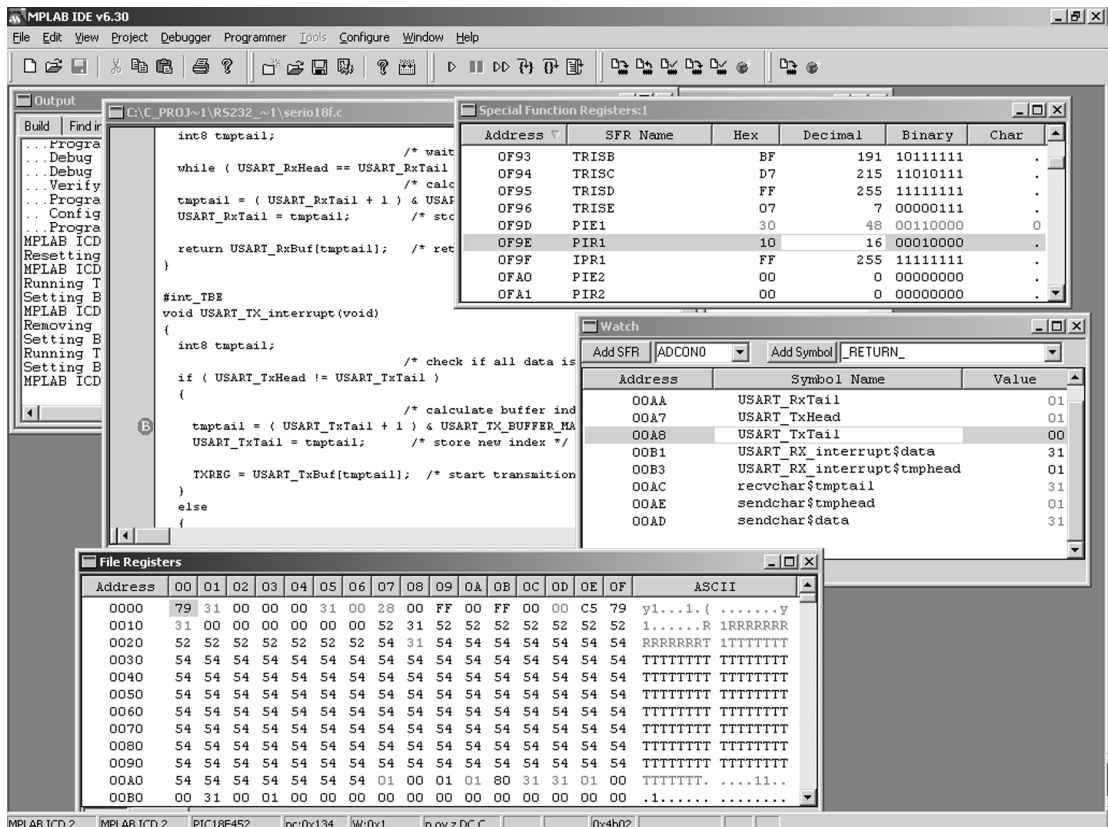 MPLAB IDE v6.30
File Edit View Project Debugger Programmer Tools Configure Window Help
Output
Build Find in
...Progra
...Debug
...Debug
...Verify
...Progra
.. Config
...Progra
MPLAB ICD
Resetting
MPLAB ICD
Running T
Setting B
MPLAB ICD
Removing
Setting B
Running T
Setting B
MPLAB ICD
C:\C_PROJ~1\RS232_~1\serio18f.c
int8 tmptail;
/* wait
while ( USART_RxHead == USART_RxTail
/* calc
tmptail = ( USART_RxTail + 1 ) & USAR
USART_RxTail = tmptail; /* sto
return USART_RxBuf[tmptail]; /* ret
}
#int_TBE
void USART_TX_interrupt(void)
{
int8 tmptail;
/* check if all data is
if ( USART_TxHead != USART_TxTail )
{
/* calculate buffer ind
B
tmptail = ( USART_TxTail + 1 ) & USART_TX_BUFFER_MA
USART_TxTail = tmptail; /* store new index */
TXREG = USART_TxBuf[tmptail]; /* start transmition
}
else
{
Special Function Registers:1
Address SFR Name Hex Decimal Binary Char
0F93 TRISB BF 191 10111111 .
0F94 TRISC D7 215 11010111 .
0F95 TRISD FF 255 11111111 .
0F96 TRISE 07 7 00000111 .
0F9D PIE1 30 48 00110000 0
0F9E PIR1 10 16 00010000 .
0F9F IPR1 FF 255 11111111 .
0FA0 PIE2 00 0 00000000 .
0FA1 PIR2 00 0 00000000 .
Watch
Add SFR ADCON0 Add Symbol _RETURN_
Address Symbol Name Value
00AA USART_RxTail 01
00A7 USART_TxHead 01
00A8 USART_TxTail 00
00B1 USART_RX_interrupt$data 31
00B3 USART_RX_interrupt$tmphead 01
00AC recvchar$tmptail 31
00AE sendchar$tmphead 01
00AD sendchar$data 31
File Registers
Address 00 01 02 03 04 05 06 07 08 09 0A 0B 0C 0D 0E 0F ASCII
0000 79 31 00 00 00 31 00 28 00 FF 00 FF 00 00 C5 79 y1...1.( .......y
0010 31 00 00 00 00 00 52 31 52 52 52 52 52 52 52 52 1......R 1RRRRRRR
0020 52 52 52 52 52 52 52 54 31 54 54 54 54 54 54 54 RRRRRRRT 1TTTTTTT
0030 54 54 54 54 54 54 54 54 54 54 54 54 54 54 54 54 TTTTTTTT TTTTTTTT
0040 54 54 54 54 54 54 54 54 54 54 54 54 54 54 54 54 TTTTTTTT TTTTTTTT
0050 54 54 54 54 54 54 54 54 54 54 54 54 54 54 54 54 TTTTTTTT TTTTTTTT
0060 54 54 54 54 54 54 54 54 54 54 54 54 54 54 54 54 TTTTTTTT TTTTTTTT
0070 54 54 54 54 54 54 54 54 54 54 54 54 54 54 54 54 TTTTTTTT TTTTTTTT
0080 54 54 54 54 54 54 54 54 54 54 54 54 54 54 54 54 TTTTTTTT TTTTTTTT
0090 54 54 54 54 54 54 54 54 54 54 54 54 54 54 54 54 TTTTTTTT TTTTTTTT
00A0 54 54 54 54 54 54 54 01 00 01 01 80 31 31 01 00 TTTTTTT. ....11..
00B0 00 31 00 01 00 00 00 00 00 00 00 00 00 00 00 00 .1...... ........
MPLAB ICD 2 MPLAB ICD 2 PIC18F452 pc:0x134 W:0x1 n ov z DC C 0x4b02